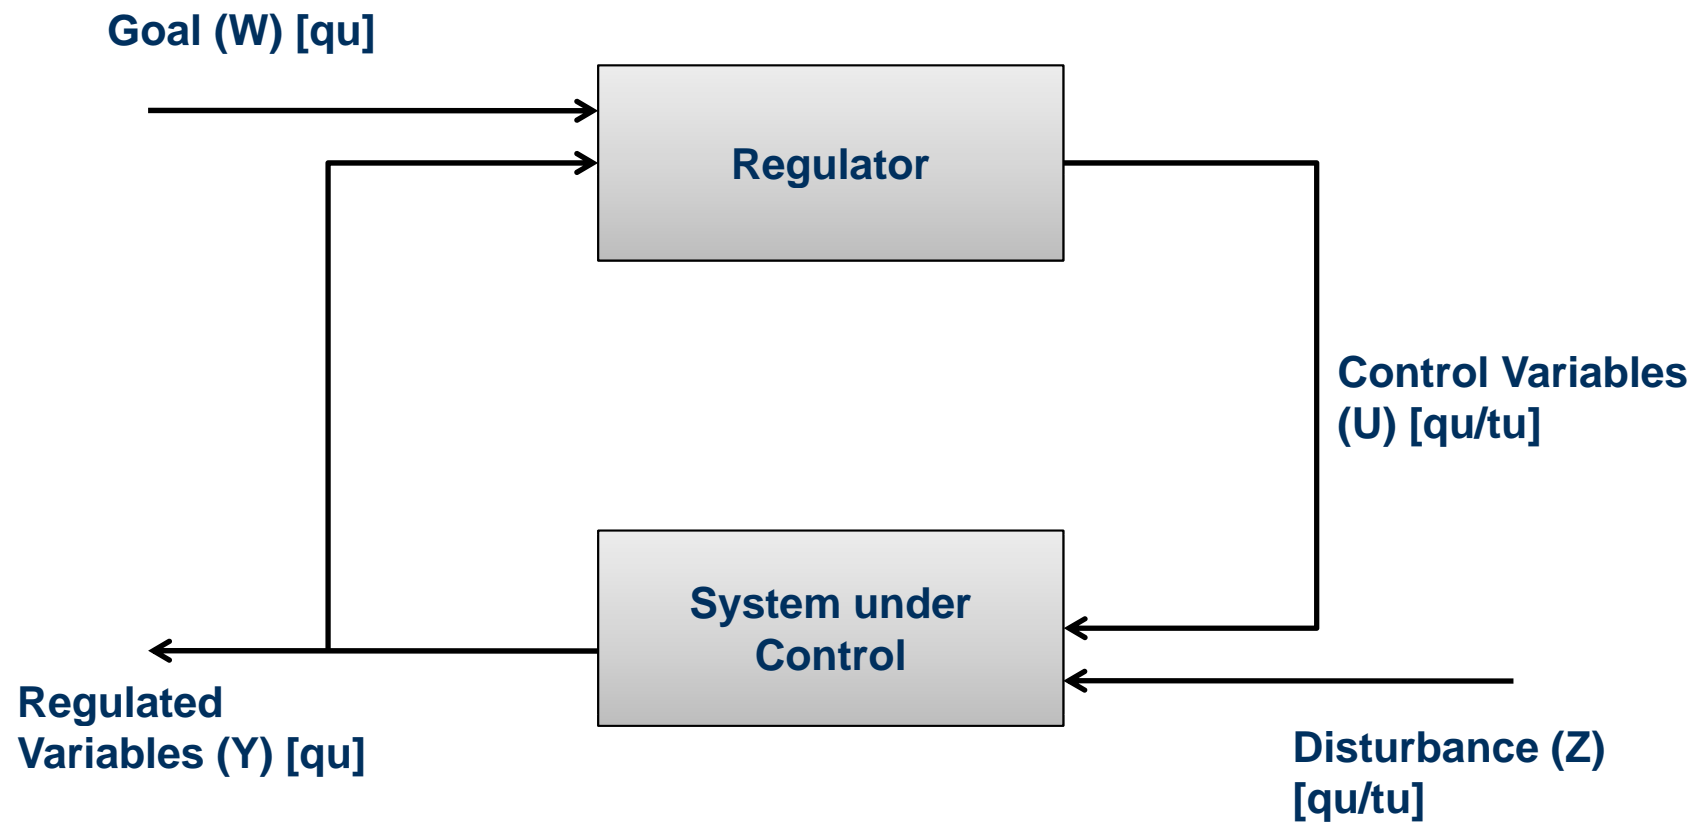 Goal (W) [qu]
Regulator
Control Variables
(U) [qu/tu]
System under
Control
Regulated
Variables (Y) [qu]
Disturbance (Z)
[qu/tu]